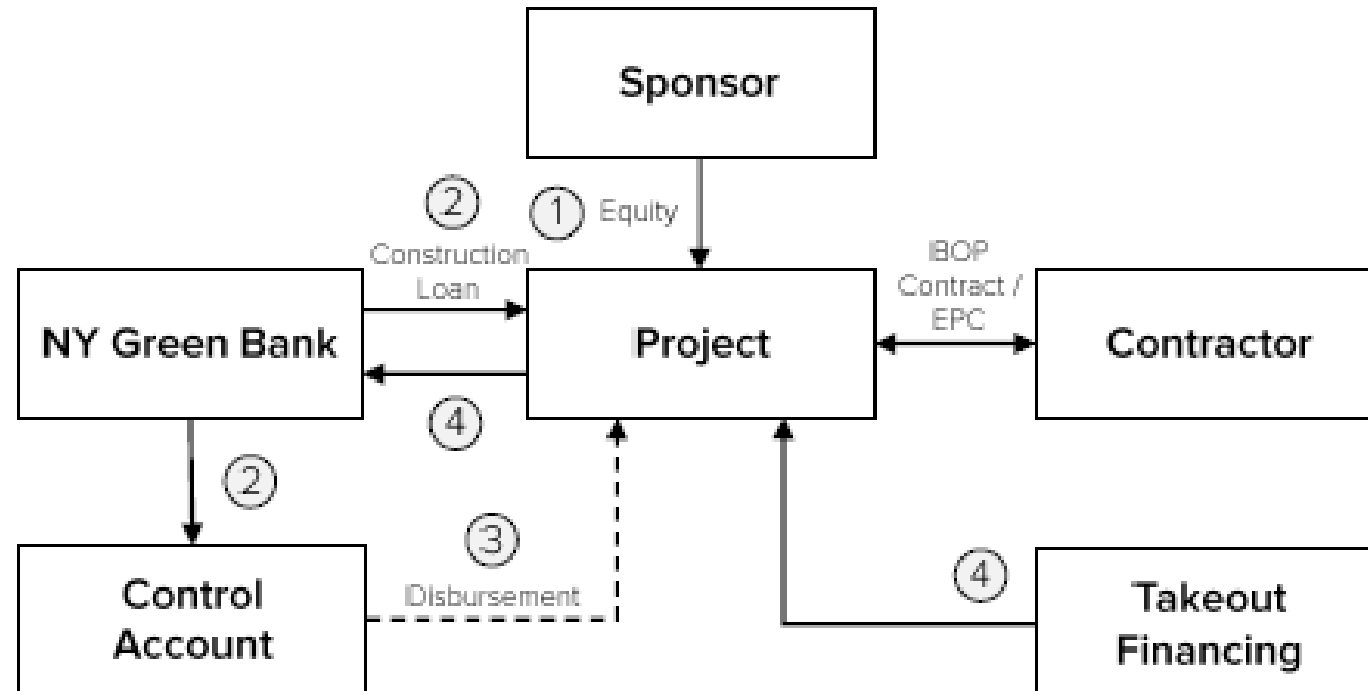 Sponsor
2
1
Equity
Construction
Loan
IBOP
Contract /
EPC
NY Green Bank
Project
Contractor
4
2
3
Disbursement
4
Control
Account
Takeout
Financing